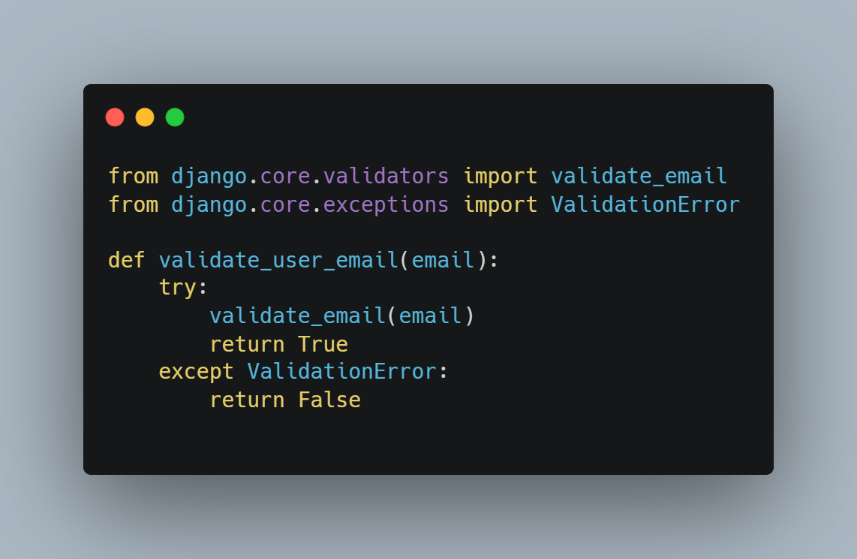 from django.core.validators import validate_email
from django.core.exceptions import ValidationError

def validate_user_email(email):
    try:
        validate_email(email)
        return True
    except ValidationError:
        return False